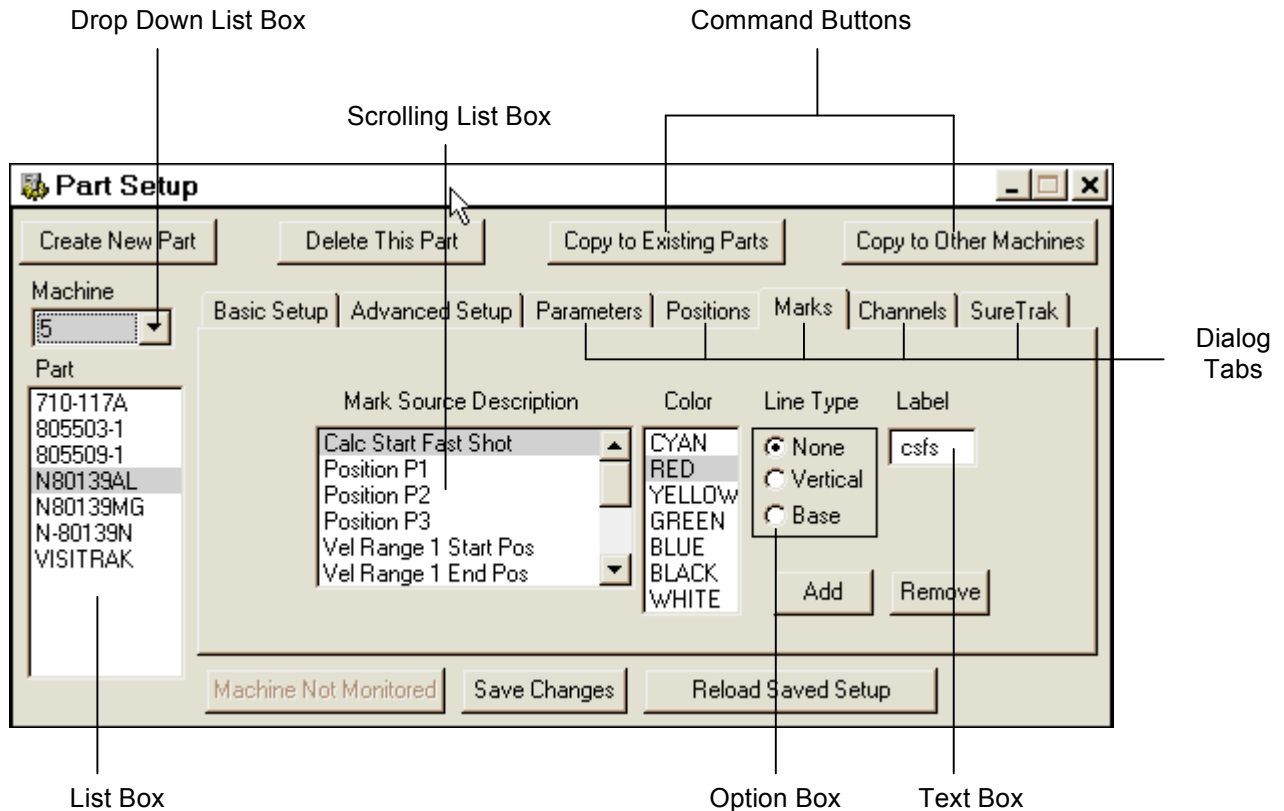 Drop Down List Box
Command Buttons
Scrolling List Box
Part Setup
Create New Part
Delete This Part
Copy to Existing Parts
Copy to Other Machines
Machine
5
Basic Setup
Advanced Setup
Parameters
Positions
Marks
Channels
SureTrak
Dialog
Tabs
Part
710-117A
805503-1
805509-1
N80139AL
N80139MG
N-80139N
VISITRAK
Mark Source Description
Calc Start Fast Shot
Position P1
Position P2
Position P3
Vel Range 1 Start Pos
Vel Range 1 End Pos
Color
CYAN
RED
YELLOW
GREEN
BLUE
BLACK
WHITE
Line Type
None
Vertical
Base
Label
csfs
Add
Remove
Machine Not Monitored
Save Changes
Reload Saved Setup
List Box
Option Box
Text Box